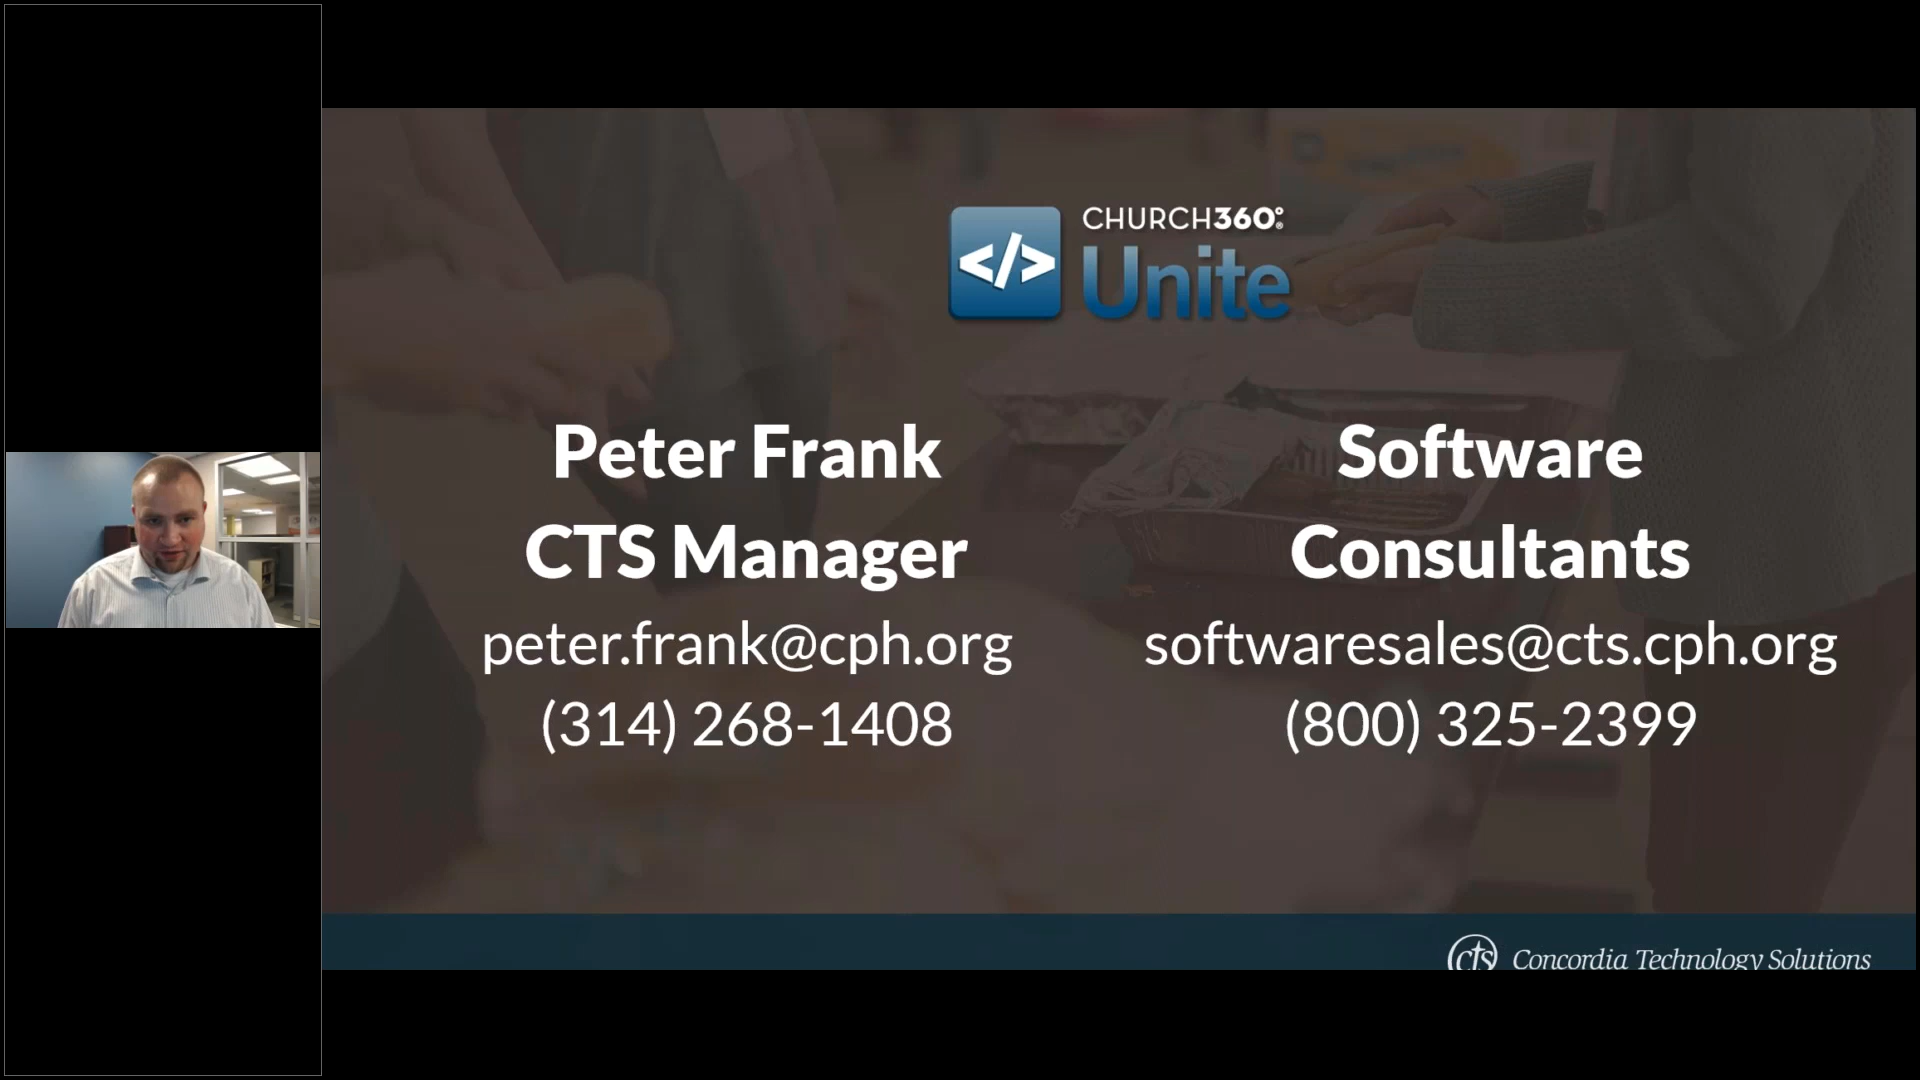 </>
CHURCH360°®
Unite
Peter Frank
CTS Manager
peter.frank@cph.org
(314) 268-1408
Software
Consultants
softwaresales@cts.cph.org
(800) 325-2399
cts Concordia Technology Solutions